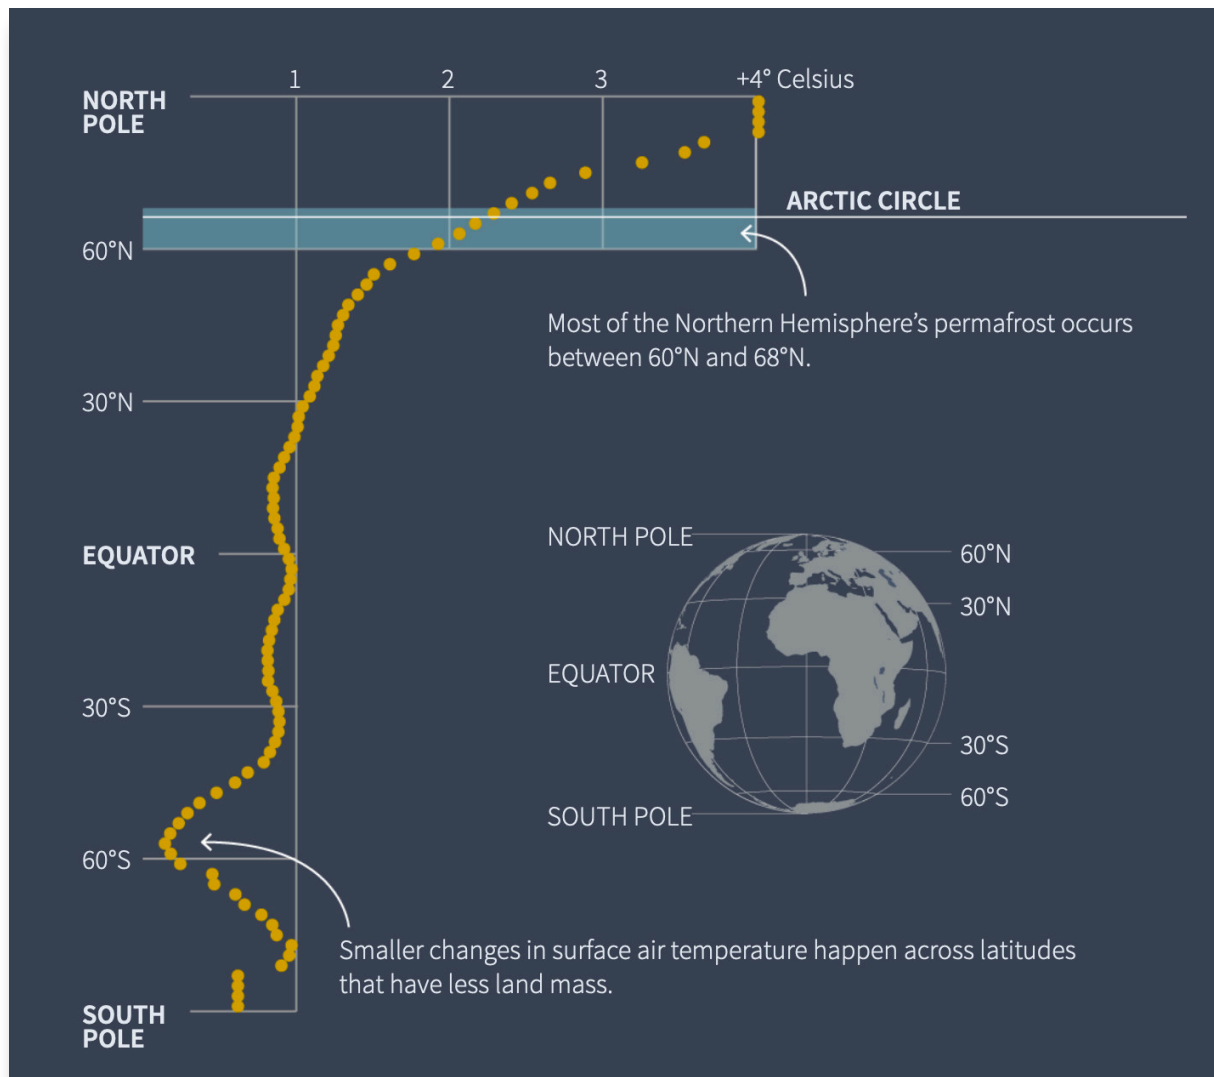 1
2
3
+4° Celsius
NORTH
POLE
ARCTIC CIRCLE
60°N
Most of the Northern Hemisphere’s permafrost occurs
between 60°N and 68°N.
30°N
EQUATOR
30°S
60°S
Smaller changes in surface air temperature happen across latitudes
that have less land mass.
SOUTH
POLE
NORTH POLE
60°N
30°N
EQUATOR
30°S
60°S
SOUTH POLE